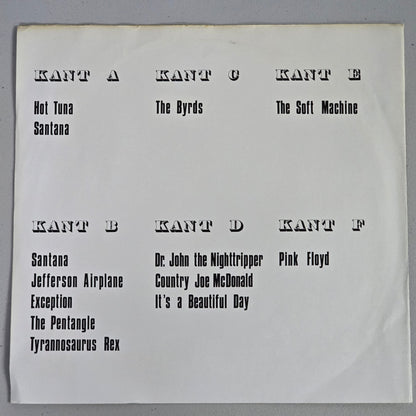 KANT A
Hot Tuna
Santana
KANT C
The Byrds
KANT E
The Soft Machine
KANT B
Santana
Jefferson Airplane
Exception
The Pentangle
Tyrannosaurus Rex
KANT D
Dr. John the Nighttripper
Country Joe McDonald
It's a Beautiful Day
KANT F
Pink Floyd